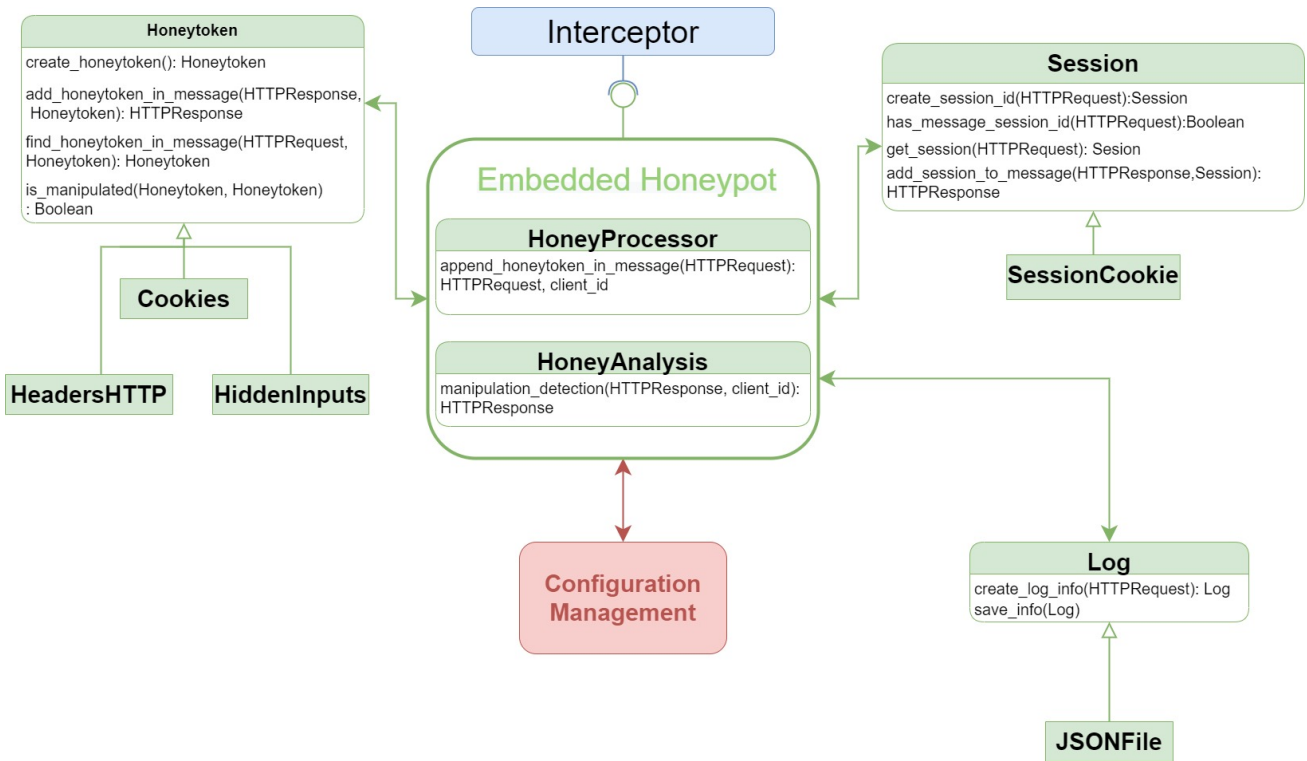 Honeytoken
create_honeytoken(): Honeytoken
add_honeytoken_in_message(HTTPResponse,
Honeytoken): HTTPResponse
find_honeytoken_in_message(HTTPRequest,
Honeytoken): Honeytoken
is_manipulated(Honeytoken, Honeytoken)
: Boolean
Cookies
HeadersHTTP
HiddenInputs
Interceptor
Embedded Honeypot
HoneyProcessor
append_honeytoken_in_message(HTTPRequest):
HTTPRequest, client_id
HoneyAnalysis
manipulation_detection(HTTPResponse, client_id):
HTTPResponse
Configuration
Management
Session
create_session_id(HTTPRequest):Session
has_message_session_id(HTTPRequest):Boolean
get_session(HTTPRequest): Sesion
add_session_to_message(HTTPResponse,Session):
HTTPResponse
SessionCookie
Log
create_log_info(HTTPRequest): Log
save_info(Log)
JSONFile